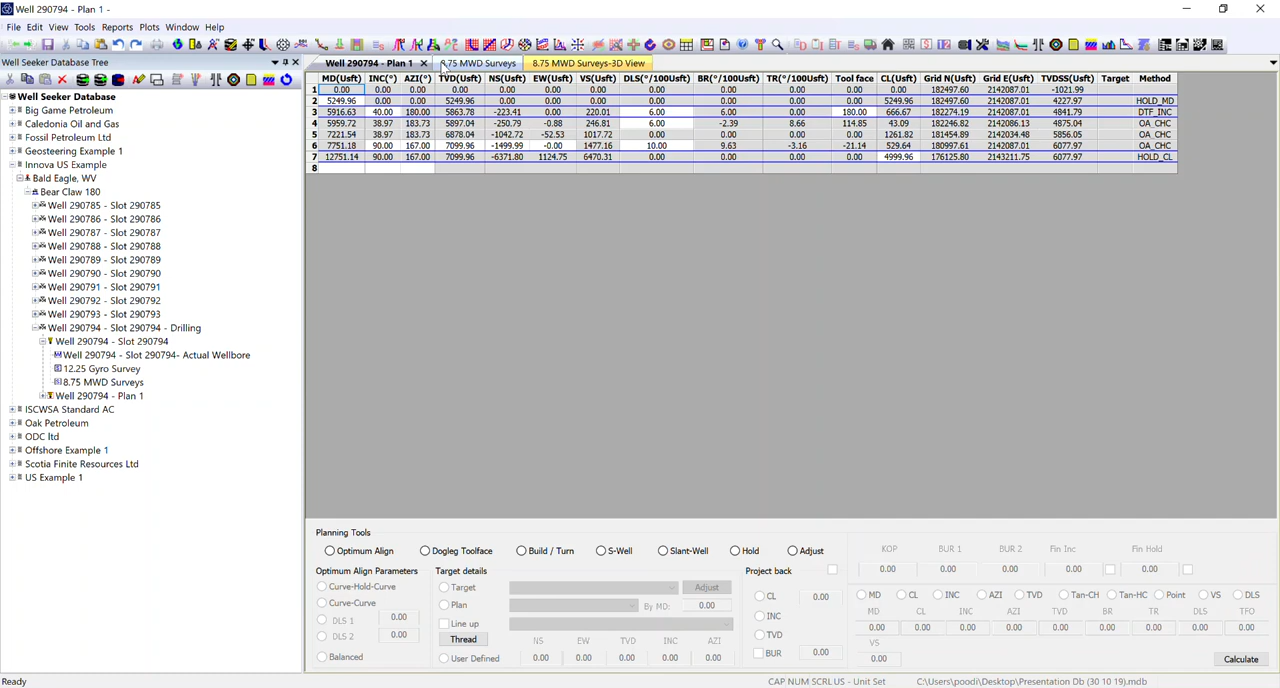 Well 290794 - Plan 1 -
File Edit View Tools Reports Plots Window Help
Well Seeker Database Tree
Well Seeker Database
Big Game Petroleum
Caledonia Oil and Gas
Fossil Petroleum Ltd
Geosteering Example 1
Innova US Example
Bald Eagle, WV
Bear Claw 180
Well 290785 - Slot 290785
Well 290786 - Slot 290786
Well 290787 - Slot 290787
Well 290788 - Slot 290788
Well 290789 - Slot 290789
Well 290790 - Slot 290790
Well 290791 - Slot 290791
Well 290792 - Slot 290792
Well 290793 - Slot 290793
Well 290794 - Slot 290794 - Drilling
Well 290794 - Slot 290794
Well 290794 - Slot 290794- Actual Wellbore
12.25 Gyro Survey
8.75 MWD Surveys
Well 290794 - Plan 1
ISCWSA Standard AC
Oak Petroleum
ODC ltd
Offshore Example 1
Scotia Finite Resources Ltd
US Example 1
Well 290794 - Plan 1 8.75 MWD Surveys 8.75 MWD Surveys-3D View
MD(Usft) INC(°) AZI(°) TVD(Usft) NS(Usft) EW(Usft) VS(Usft) DLS(°/100Usft) BR(°/100Usft) TR(°/100Usft) Tool face CL(Usft) Grid N(Usft) Grid E(Usft) TVDSS(Usft) Target Method
1 0.00 0.00 0.00 0.00 0.00 0.00 0.00 0.00 0.00 0.00 0.00 0.00 182497.60 2142087.01 -1021.99
2 5249.96 0.00 0.00 5249.96 0.00 0.00 0.00 0.00 0.00 0.00 0.00 5249.96 182497.60 2142087.01 4227.97 HOLD_MD
3 5916.63 40.00 180.00 5863.78 -223.41 0.00 220.01 6.00 6.00 0.00 180.00 666.67 182274.19 2142087.01 4841.79 DTF_INC
4 5959.72 38.97 183.73 5897.04 -250.79 -0.88 246.81 6.00 -2.39 8.66 114.85 43.09 182246.82 2142086.13 4875.04 OA_CHC
5 7221.54 38.97 183.73 6878.04 -1042.72 -52.53 1017.72 0.00 0.00 0.00 0.00 1261.82 181454.89 2142034.48 5856.05 OA_CHC
6 7751.18 90.00 167.00 7099.96 -1499.99 -0.00 1477.16 10.00 9.63 -3.16 -21.14 529.64 180997.61 2142087.01 6077.97 OA_CHC
7 12751.14 90.00 167.00 7099.96 -6371.80 1124.75 6470.31 0.00 0.00 0.00 0.00 4999.96 176125.80 2143211.75 6077.97 HOLD_CL
8
Planning Tools
Optimum Align Dogleg Toolface Build / Turn S-Well Slant-Well Hold Adjust
Optimum Align Parameters
Curve-Hold-Curve
Curve-Curve
DLS 1 0.00
DLS 2 0.00
Balanced
Target details
Target Adjust
Plan By MD: 0.00
Line up
Thread NS EW TVD INC AZI
User Defined 0.00 0.00 0.00 0.00 0.00
Project back
CL 0.00
INC
TVD
BUR 0.00
KOP BUR 1 BUR 2 Fin Inc Fin Hold
0.00 0.00 0.00 0.00 0.00
MD CL INC AZI TVD Tan-CH Tan-HC Point VS DLS
MD CL INC AZI TVD BR TR DLS TFO
0.00 0.00 0.00 0.00 0.00 0.00 0.00 0.00 0.00
VS
0.00
Calculate
Ready
CAP NUM SCRL US - Unit Set C:\Users\poodi\Desktop\Presentation Db (30 10 19).mdb